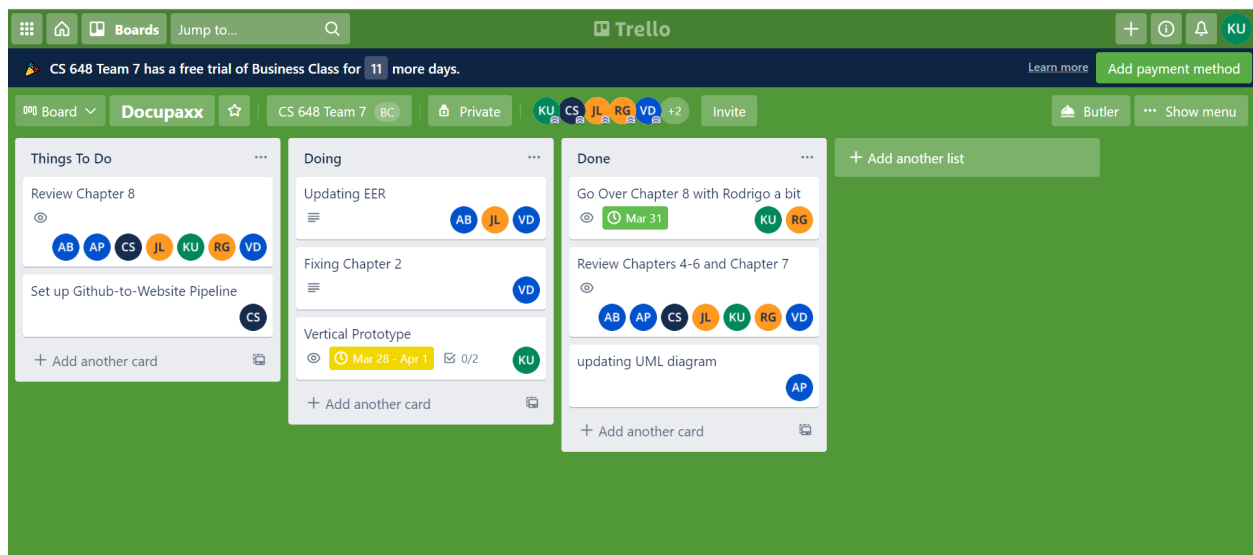 Boards
Jump to...
Trello
KU
CS 648 Team 7 has a free trial of Business Class for 11 more days.
Learn more
Add payment method
Board
Docupaxx
CS 648 Team 7 BC
Private
KU CS JL RG VD +2
Invite
Butler
··· Show menu
Things To Do
Review Chapter 8
AB AP CS JL KU RG VD
Set up Github-to-Website Pipeline
CS
+ Add another card
Doing
Updating EER
AB JL VD
Fixing Chapter 2
VD
Vertical Prototype
Mar 28 - Apr 1 0/2 KU
+ Add another card
Done
Go Over Chapter 8 with Rodrigo a bit
Mar 31 KU RG
Review Chapters 4-6 and Chapter 7
AB AP CS JL KU RG VD
updating UML diagram
AP
+ Add another card
+ Add another list